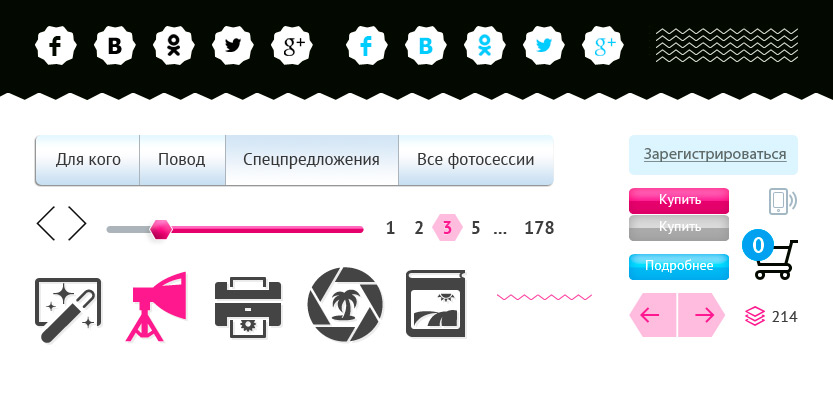 f B g+ f B g+
Для кого Повод Спецпредложения Все фотосессии
Зарегистрироваться
Купить
Купить
1 2 3 5 ... 178
0
Подробнее
214